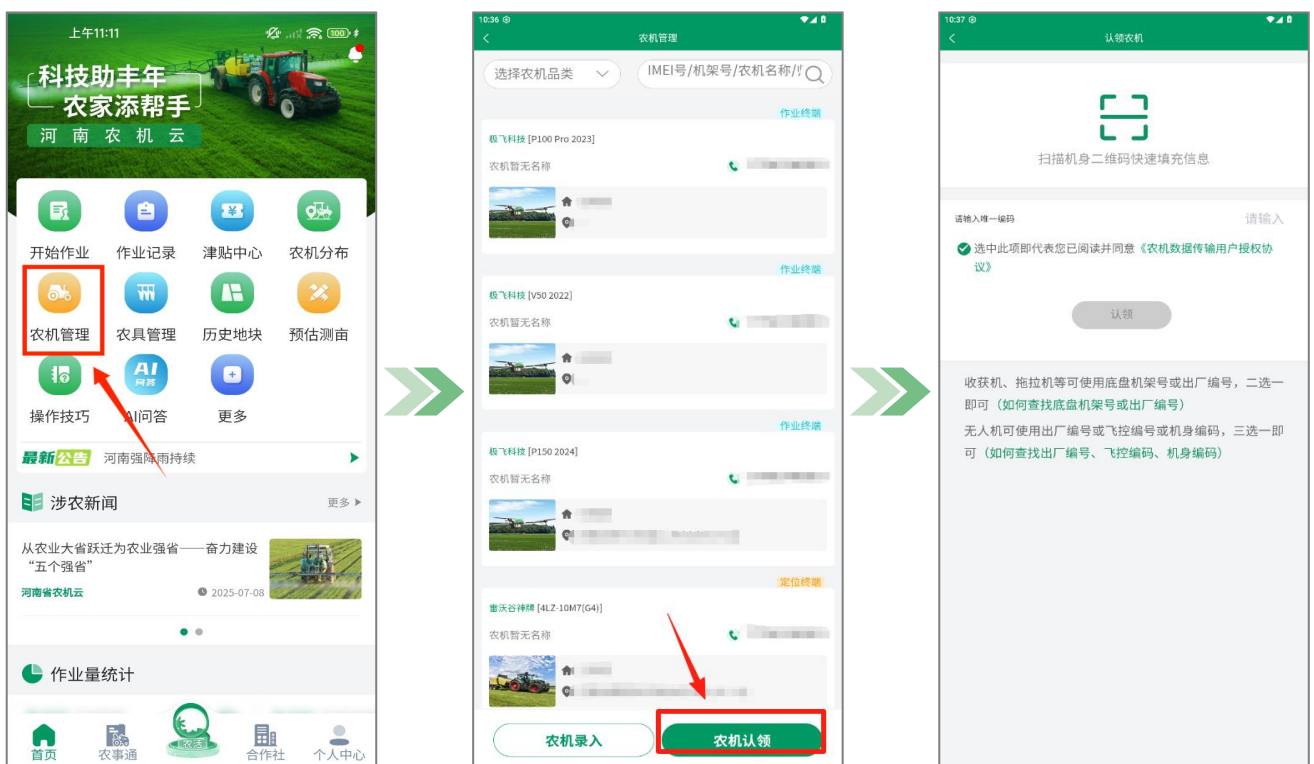 上午11:11
100
科技助丰年
农家添帮手
河南农机云
开始作业 作业记录 津贴中心 农机分布
农机管理 农具管理 历史地块 预估测亩
AI
问答
操作技巧 AI问答 更多
最新公告 河南强降雨持续
涉农新闻 更多
从农业大省跃迁为农业强省——奋力建设
“五个强省”
河南省农机云 2025-07-08
作业量统计
首页 农事通 合作社 个人中心
10:36
农机管理
选择农机品类 IMEI号/机架号/农机名称/
作业终端
极飞科技 [P100 Pro 2023]
农机暂无名称
作业终端
极飞科技 [V50 2022]
农机暂无名称
作业终端
极飞科技 [P150 2024]
农机暂无名称
定位终端
雷沃谷神牌 [4LZ-10M7(G4)]
农机暂无名称
农机录入 农机认领
10:37
认领农机
扫描机身二维码快速填充信息
请输入唯一编码 请输入
选中此项即代表您已阅读并同意《农机数据传输用户授权协
议》
认领
收获机、拖拉机等可使用底盘机架号或出厂编号，二选一
即可（如何查找底盘机架号或出厂编号）
无人机可使用出厂编号或飞控编号或机身编码，三选一即
可（如何查找出厂编号、飞控编码、机身编码）